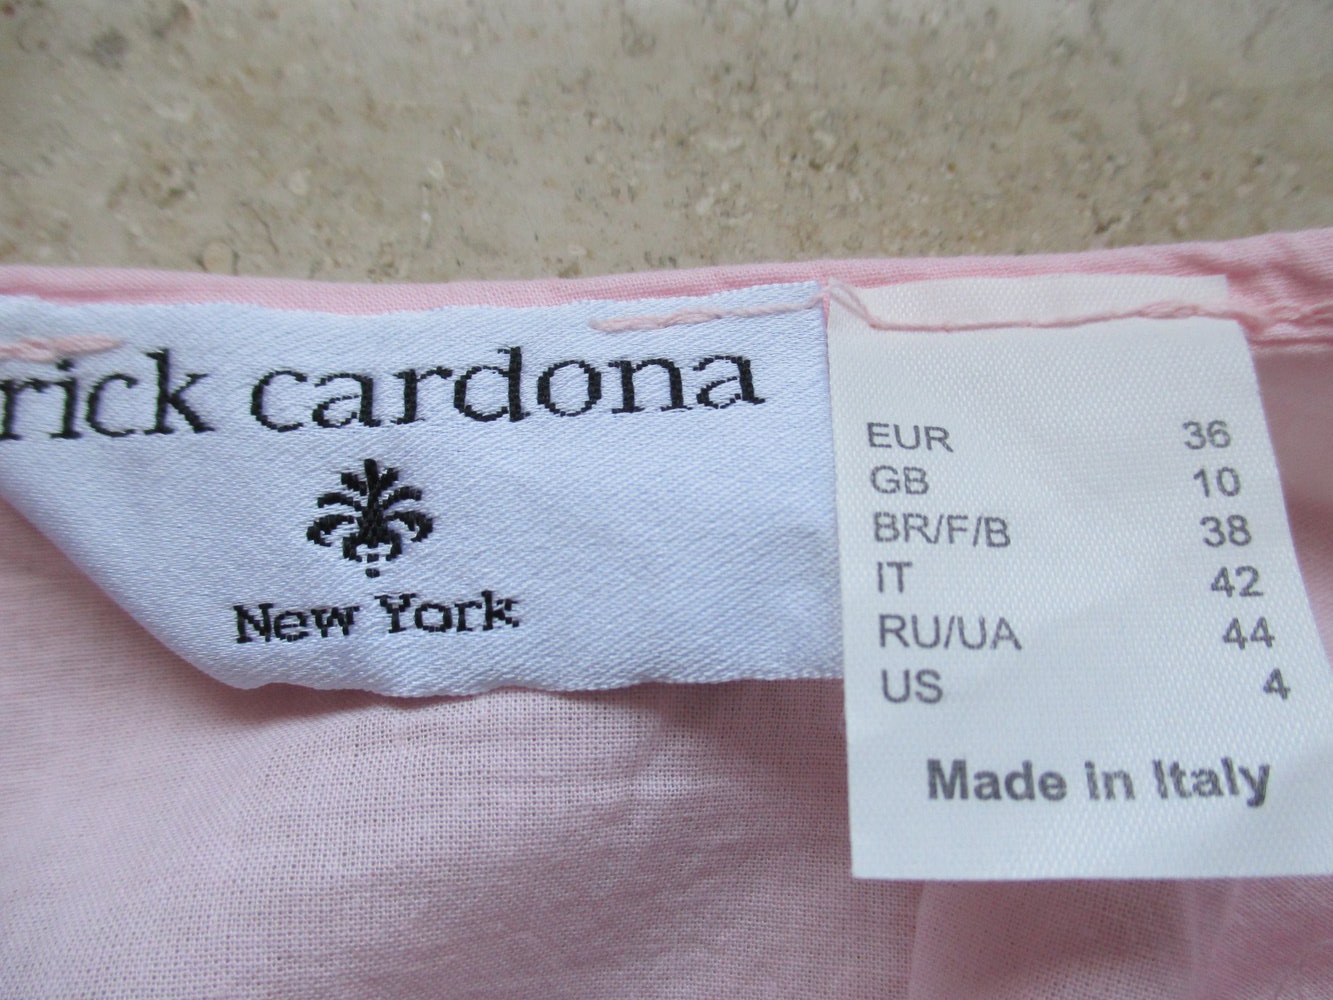 rick cardona
New York
EUR 36
GB 10
BR/F/B 38
IT 42
RU/UA 44
US 4
Made in Italy